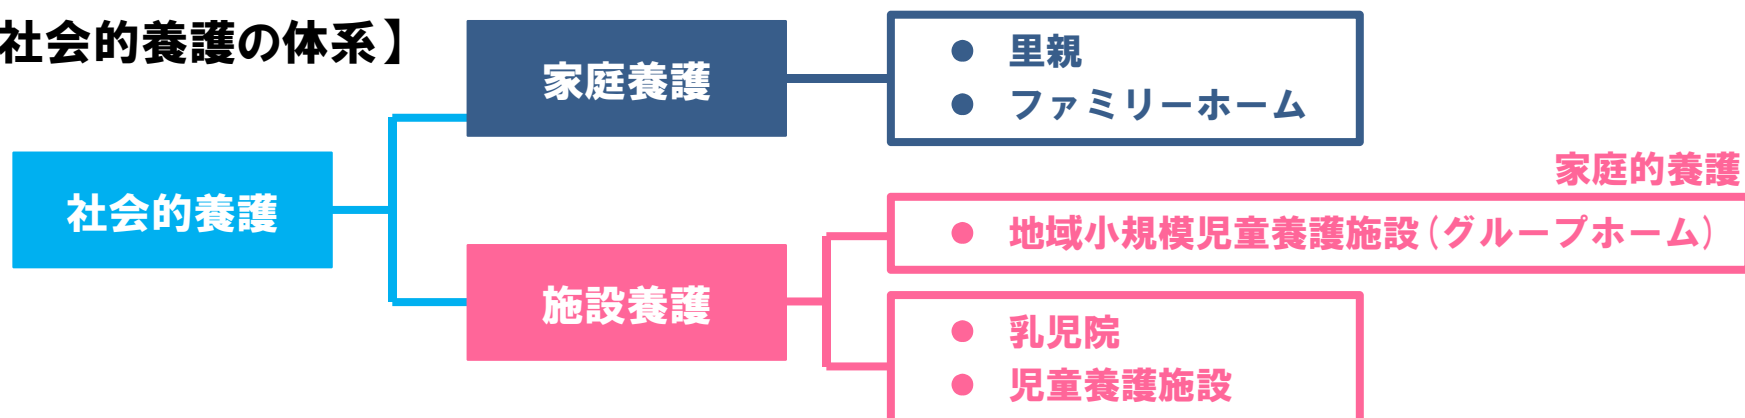 社会的養護の体系】
家庭養護
● 里親
● ファミリーホーム
社会的養護
家庭的養護
● 地域小規模児童養護施設(グループホーム)
施設養護
● 乳児院
● 児童養護施設